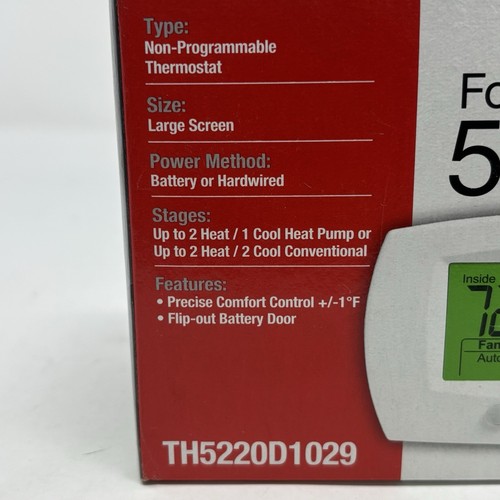 Type:
Non-Programmable
Thermostat
Size:
Large Screen
Power Method:
Battery or Hardwired
Stages:
Up to 2 Heat / 1 Cool Heat Pump or
Up to 2 Heat / 2 Cool Conventional
Features:
• Precise Comfort Control +/-1°F
• Flip-out Battery Door
TH5220D1029
Inside